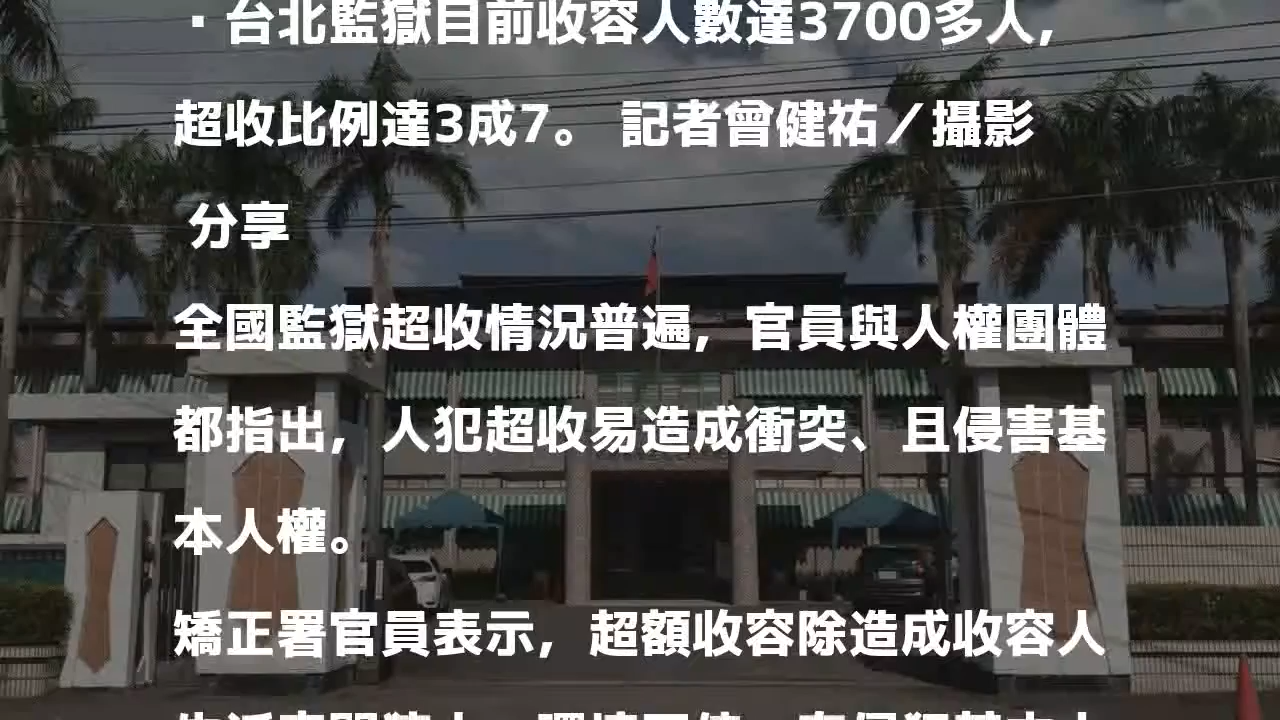 ▪台北監獄目前收容人數達3700多人，
超收比例達3成7。 記者曾健祐／攝影
分享
全國監獄超收情況普遍，官員與人權團體
都指出，人犯超收易造成衝突、且侵害基
本人權。
矯正署官員表示，超額收容除造成收容人